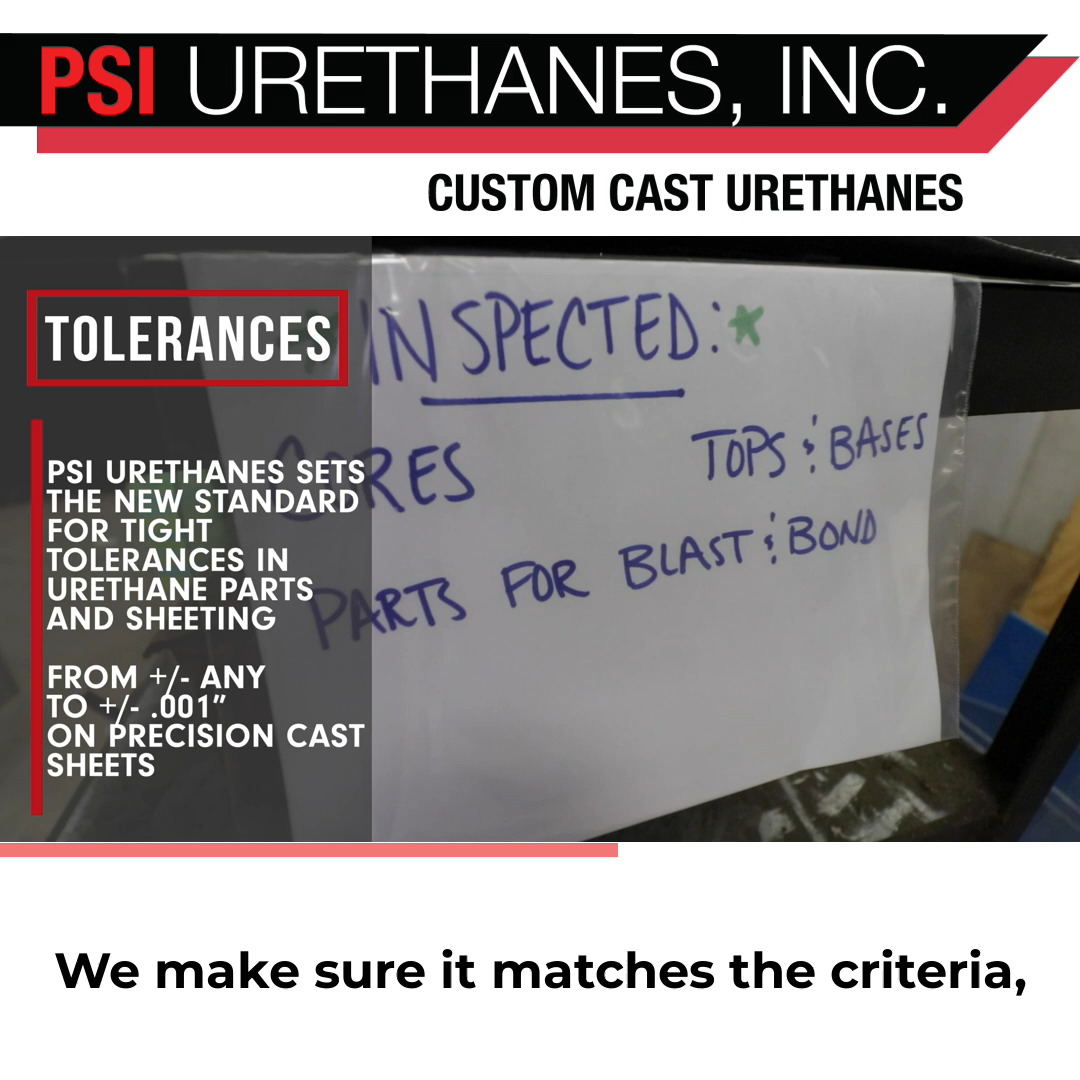 PSI URETHANES, INC.
CUSTOM CAST URETHANES
TOLERANCES
PSI URETHANES SETS
THE NEW STANDARD
FOR TIGHT
TOLERANCES IN
URETHANE PARTS
AND SHEETING
FROM +/- ANY
TO +/- .001”
ON PRECISION CAST
SHEETS
INSPECTED:*
CORES TOPS & BASES
PARTS FOR BLAST & BOND
We make sure it matches the criteria,